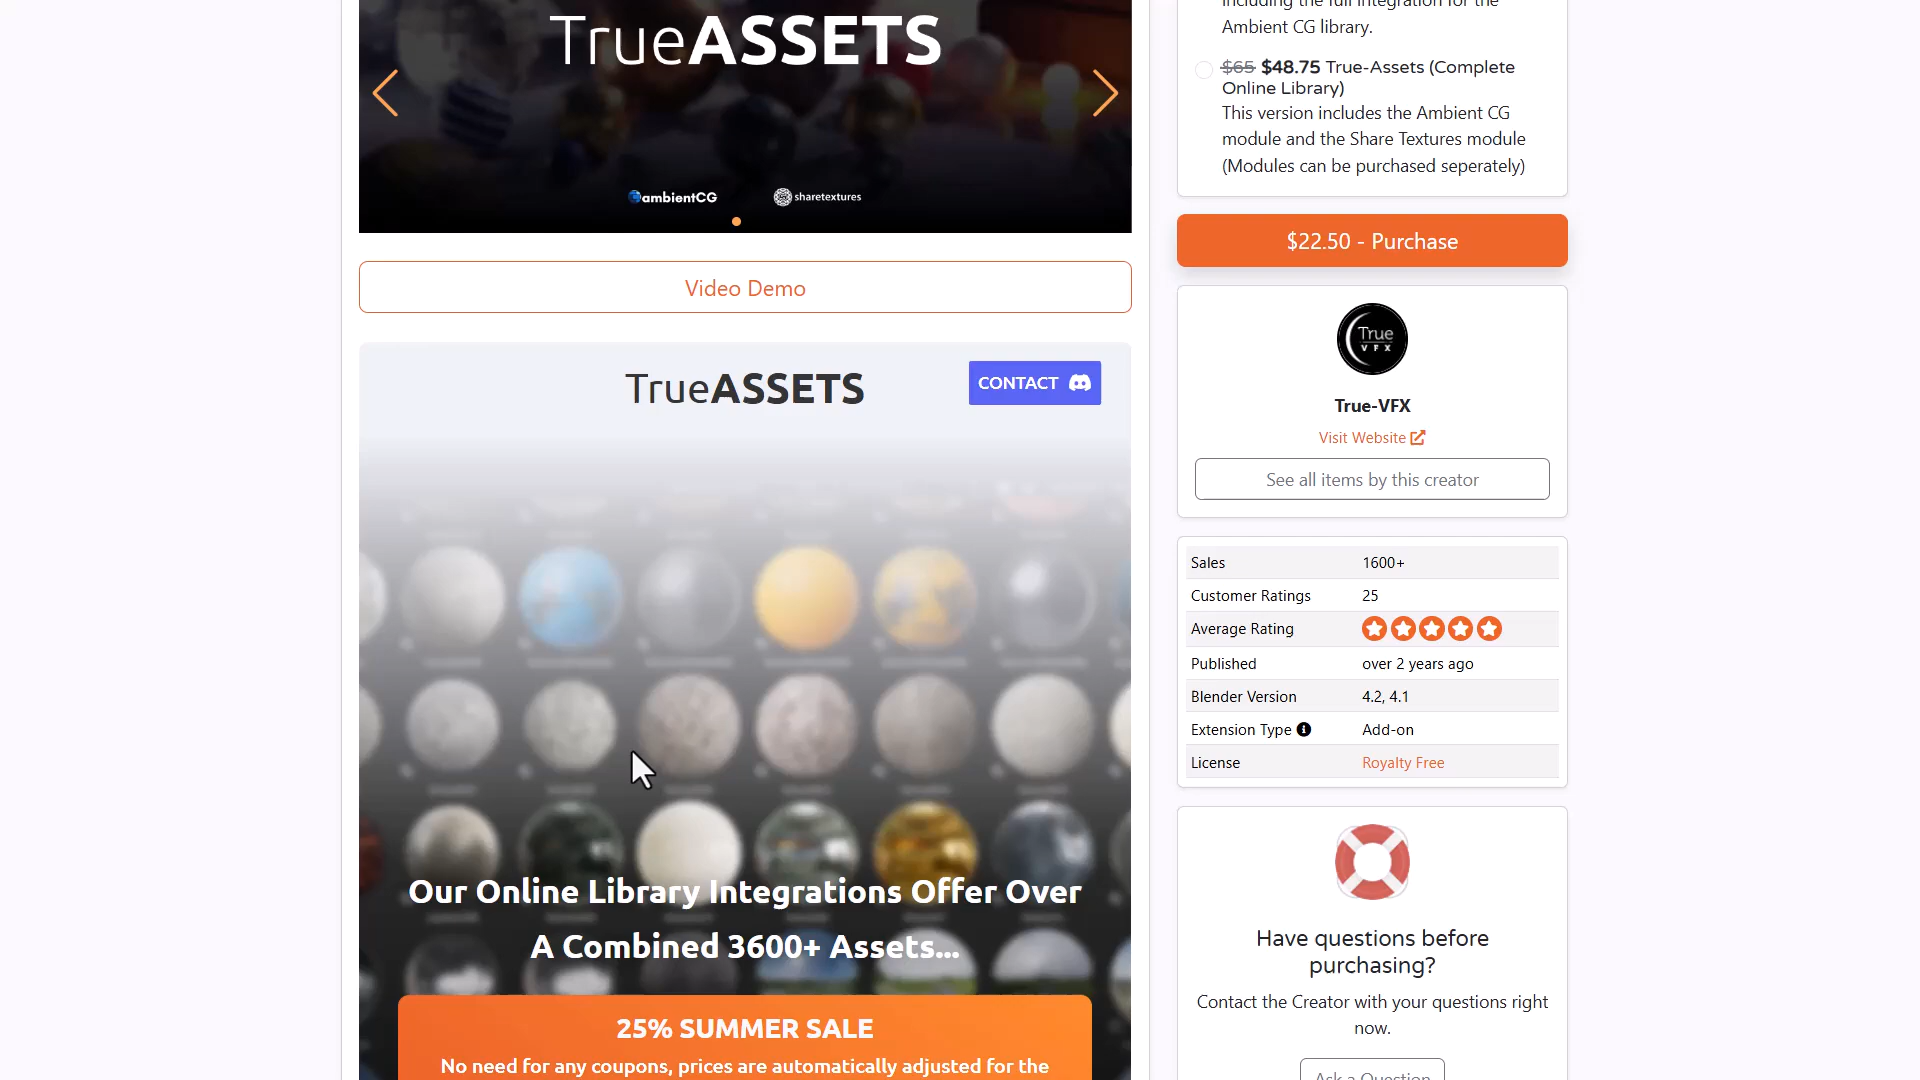 TrueASSETS
ambientCG
sharetextures
Video Demo
TrueASSETS
CONTACT
Our Online Library Integrations Offer Over
A Combined 3600+ Assets...
25% SUMMER SALE
No need for any coupons, prices are automatically adjusted for the
including the full integration for the
Ambient CG library.
$65 $48.75 True-Assets (Complete
Online Library)
This version includes the Ambient CG
module and the Share Textures module
(Modules can be purchased seperately)
$22.50 - Purchase
True
VFX
True-VFX
Visit Website
See all items by this creator
Sales 1600+
Customer Ratings 25
Average Rating
Published over 2 years ago
Blender Version 4.2, 4.1
Extension Type Add-on
License Royalty Free
Have questions before
purchasing?
Contact the Creator with your questions right
now.
Ask a Question